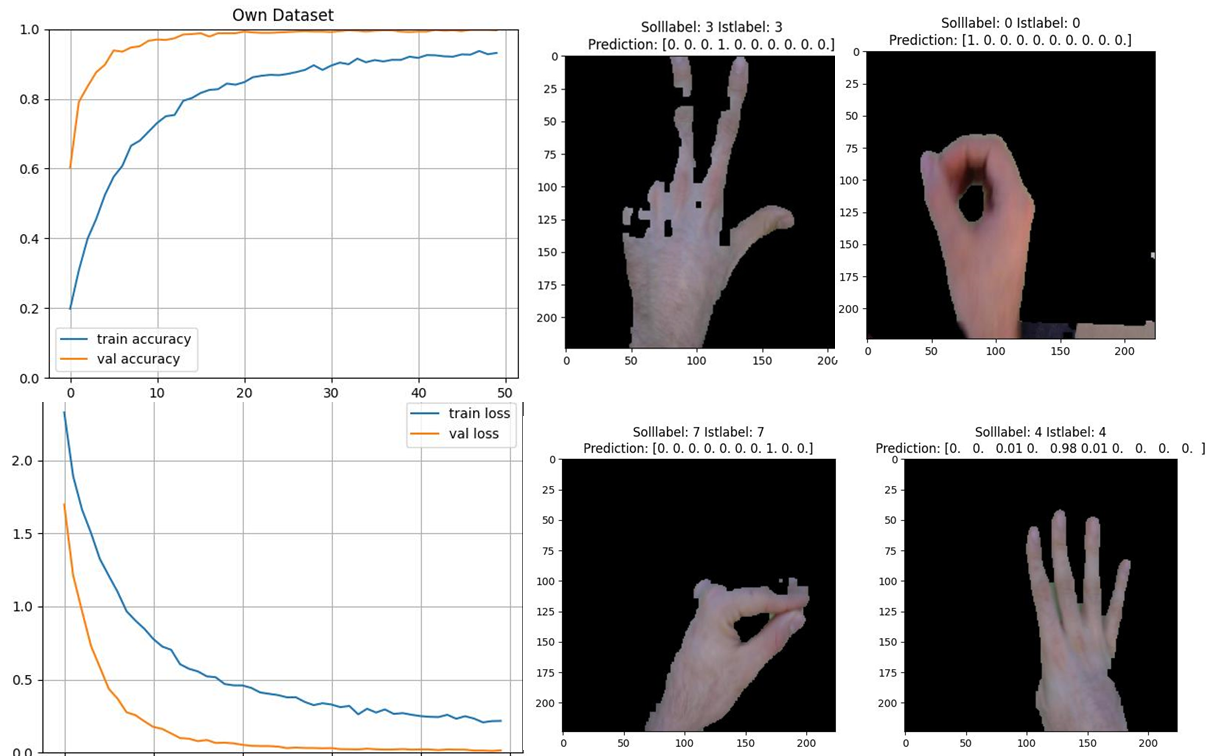 Own Dataset
1.0
0.8
0.6
0.4
0.2
0.0
train accuracy
val accuracy
0 10 20 30 40 50
Solllabel: 3 Istlabel: 3
Prediction: [0. 0. 0. 1. 0. 0. 0. 0. 0. 0.]
0
25
50
75
100
125
150
175
200
0 50 100 150 200
Solllabel: 0 Istlabel: 0
Prediction: [1. 0. 0. 0. 0. 0. 0. 0. 0. 0.]
0
25
50
75
100
125
150
175
200
0 50 100 150 200
train loss
val loss
2.0
1.5
1.0
0.5
0.0
Solllabel: 7 Istlabel: 7
Prediction: [0. 0. 0. 0. 0. 0. 0. 1. 0. 0.]
0
25
50
75
100
125
150
175
200
0 50 100 150 200
Solllabel: 4 Istlabel: 4
Prediction: [0. 0. 0.01 0. 0.98 0.01 0. 0. 0. 0. ]
0
25
50
75
100
125
150
175
200
0 50 100 150 200